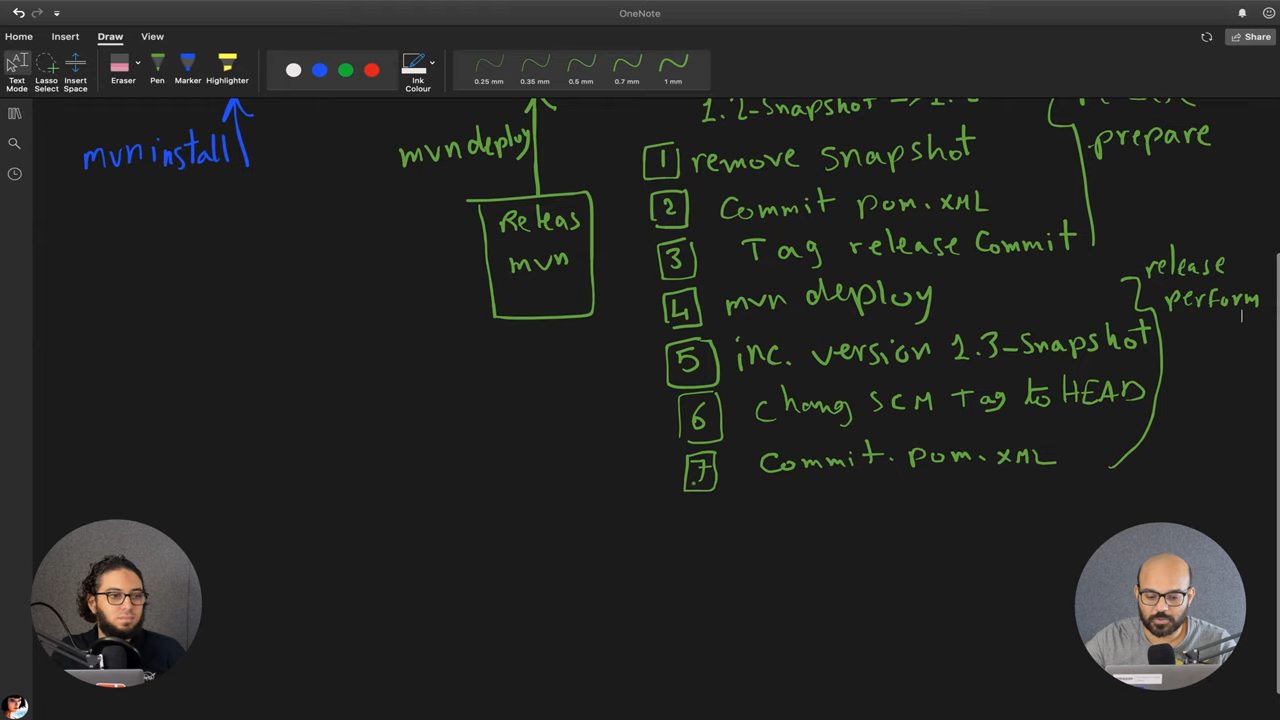 OneNote
Home Insert Draw View
Share
Text Mode
Lasso Select
Insert Space
Eraser
Pen
Marker
Highlighter
Ink Colour
0.25 mm
0.35 mm
0.5 mm
0.7 mm
1 mm
mvn install
mvn deploy
Releas
mvn
1.2-Snapshot
prepare
1 remove snapshot
2 Commit pom.XML
3 Tag release Commit
4 mvn deploy
5 inc. version 1.3-Snapshot
6 chang SCM Tag to HEAD
7 Commit. pom.XML
release
perform